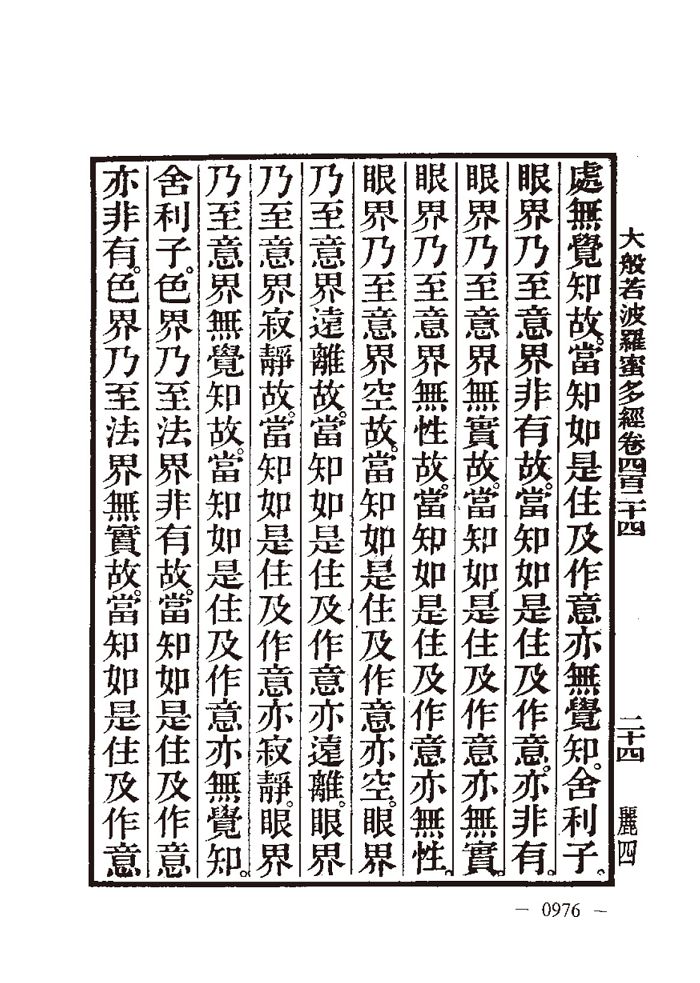 大般若波羅蜜多經卷四百二十四
二十四
麗四
處無覺知故。當知如是住及作意亦無覺知。舍利子。
眼界乃至意界非有故。當知如是住及作意。亦非有。
眼界乃至意界無實故。當知如是住及作意亦無實。
眼界乃至意界無性故。當知如是住及作意亦無性。
眼界乃至意界空故。當知如是住及作意亦空。眼界
乃至意界遠離故。當知如是住及作意亦遠離。眼界
乃至意界寂靜故。當知如是住及作意亦寂靜。眼界
乃至意界無覺知故。當知如是住及作意亦無覺知。
舍利子。色界乃至法界非有故。當知如是住及作意
亦非有。色界乃至法界無實故。當知如是住及作意
— 0976 —